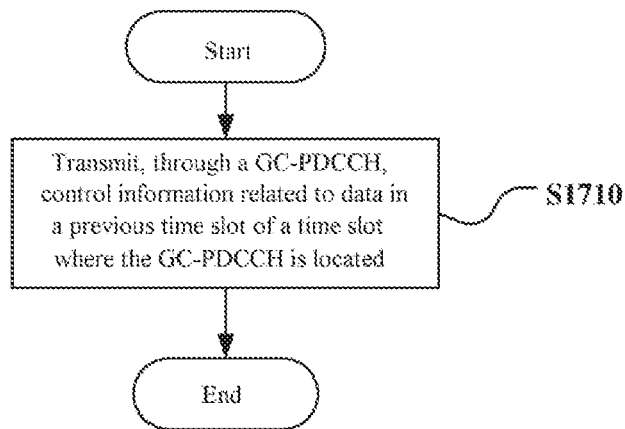 Start
Transmit, through a GC-PDCCH,
control information related to data in
a previous time slot of a time slot
where the GC-PDCCH is located
S1710
End